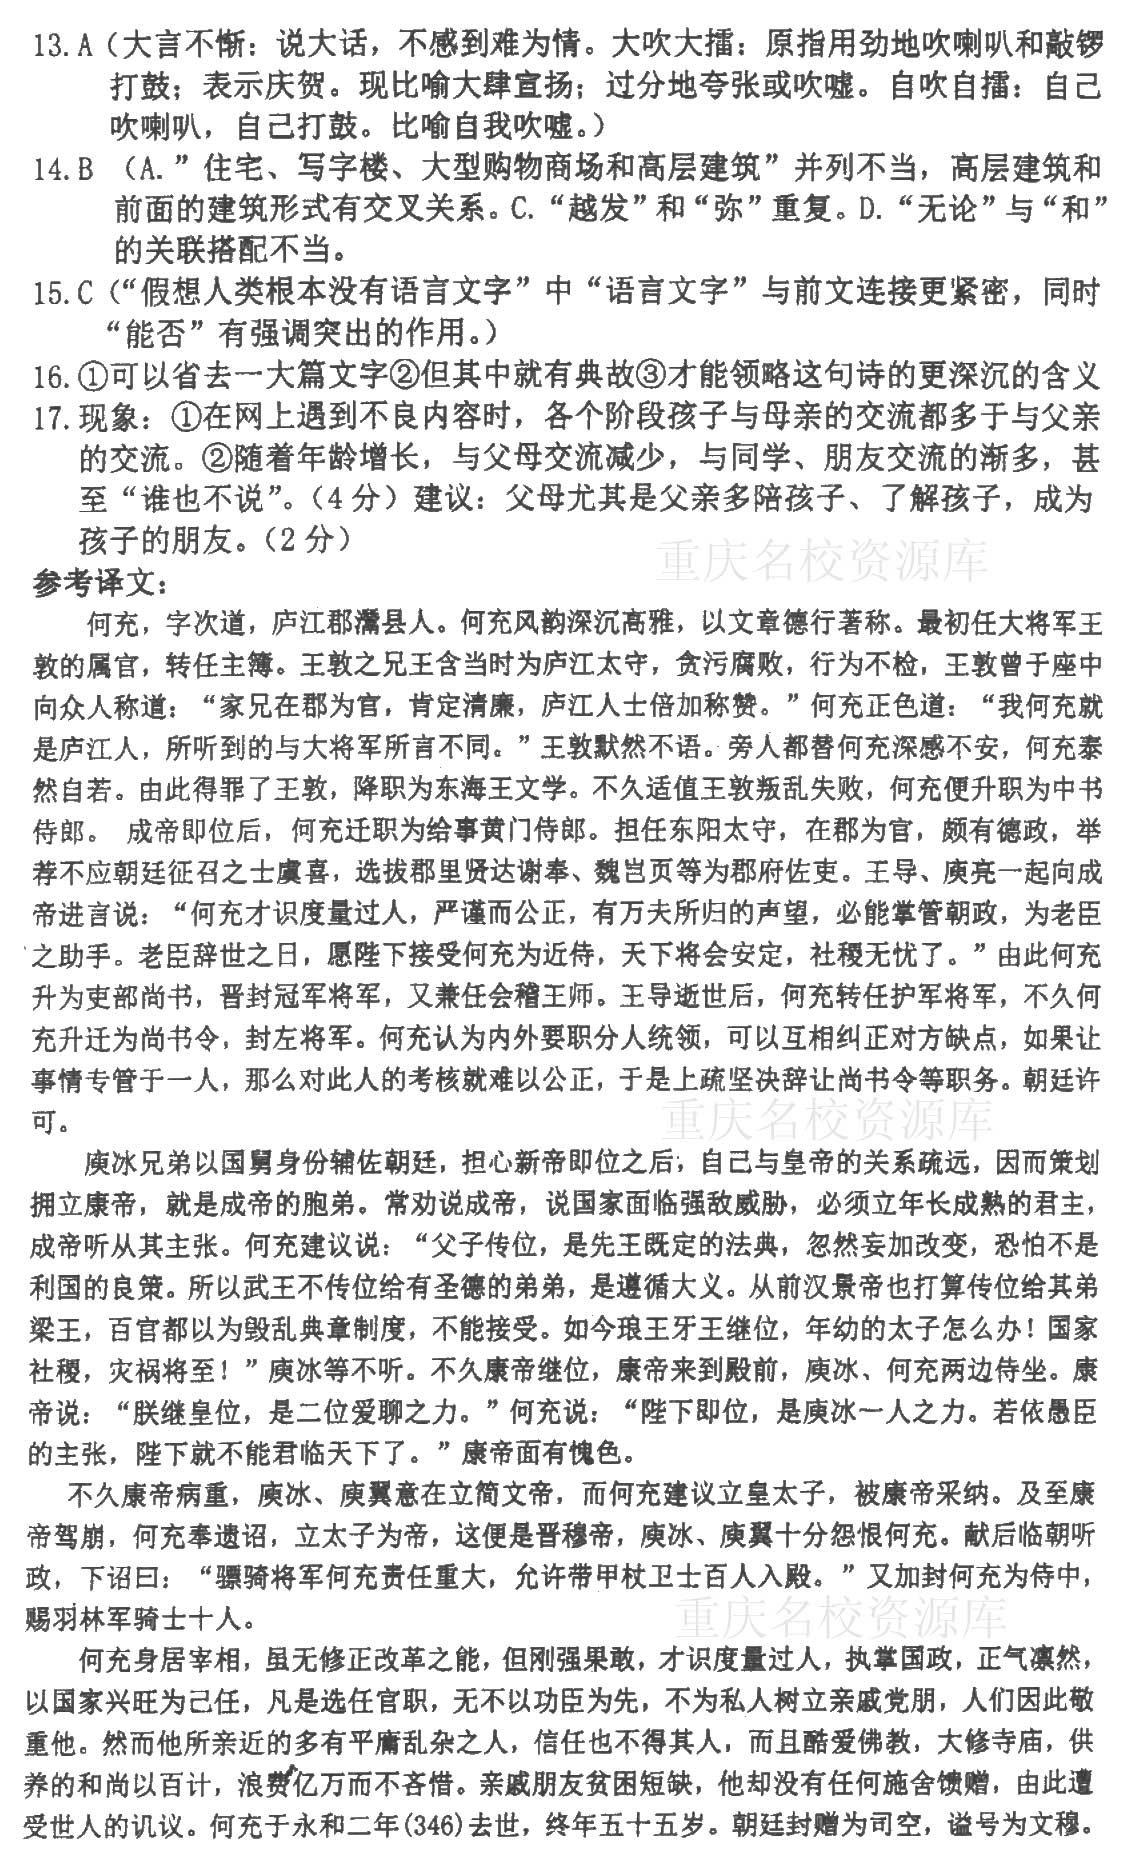 13. A（大言不惭：说大话，不感到难为情。大吹大擂：原指用劲地吹喇叭和敲锣
打鼓；表示庆贺。现比喻大肆宣扬；过分地夸张或吹嘘。自吹自擂：自己
吹喇叭，自己打鼓。比喻自我吹嘘。）
14. B （A. ”住宅、写字楼、大型购物商场和高层建筑”并列不当，高层建筑和
前面的建筑形式有交叉关系。C. “越发”和“弥”重复。D. “无论”与“和”
的关联搭配不当。
15. C（“假想人类根本没有语言文字”中“语言文字”与前文连接更紧密，同时
“能否”有强调突出的作用。）
16. ①可以省去一大篇文字②但其中就有典故③才能领略这句诗的更深沉的含义
17. 现象：①在网上遇到不良内容时，各个阶段孩子与母亲的交流都多于与父亲
的交流。②随着年龄增长，与父母交流减少，与同学、朋友交流的渐多，甚
至“谁也不说”。（4 分）建议：父母尤其是父亲多陪孩子、了解孩子，成为
孩子的朋友。（2 分）
重庆名校资源库
参考译文：
何充，字次道，庐江郡灊县人。何充风韵深沉高雅，以文章德行著称。最初任大将军王
敦的属官，转任主簿。王敦之兄王含当时为庐江太守，贪污腐败，行为不检，王敦曾于座中
向众人称道：“家兄在郡为官，肯定清廉，庐江人士倍加称赞。”何充正色道：“我何充就
是庐江人，所听到的与大将军所言不同。”王敦默然不语。旁人都替何充深感不安，何充泰
然自若。由此得罪了王敦，降职为东海王文学。不久适值王敦叛乱失败，何充便升职为中书
侍郎。 成帝即位后，何充迁职为给事黄门侍郎。担任东阳太守，在郡为官，颇有德政，举
荐不应朝廷征召之士虞喜，选拔郡里贤达谢奉、魏岂页等为郡府佐吏。王导、庾亮一起向成
帝进言说：“何充才识度量过人，严谨而公正，有万夫所归的声望，必能掌管朝政，为老臣
之助手。老臣辞世之日，愿陛下接受何充为近侍，天下将会安定，社稷无忧了。”由此何充
升为吏部尚书，晋封冠军将军，又兼任会稽王师。王导逝世后，何充转任护军将军，不久何
充升迁为尚书令，封左将军。何充认为内外要职分人统领，可以互相纠正对方缺点，如果让
事情专管于一人，那么对此人的考核就难以公正，于是上疏坚决辞让尚书令等职务。朝廷许
可。
重庆名校资源库
庾冰兄弟以国舅身份辅佐朝廷，担心新帝即位之后，自己与皇帝的关系疏远，因而策划
拥立康帝，就是成帝的胞弟。常劝说成帝，说国家面临强敌威胁，必须立年长成熟的君主，
成帝听从其主张。何充建议说：“父子传位，是先王既定的法典，忽然妄加改变，恐怕不是
利国的良策。所以武王不传位给有圣德的弟弟，是遵循大义。从前汉景帝也打算传位给其弟
梁王，百官都以为毁乱典章制度，不能接受。如今琅王牙王继位，年幼的太子怎么办！国家
社稷，灾祸将至！”庾冰等不听。不久康帝继位，康帝来到殿前，庾冰、何充两边侍坐。康
帝说：“朕继皇位，是二位爱聊之力。”何充说：“陛下即位，是庾冰一人之力。若依愚臣
的主张，陛下就不能君临天下了。”康帝面有愧色。
不久康帝病重，庾冰、庾翼意在立简文帝，而何充建议立皇太子，被康帝采纳。及至康
帝驾崩，何充奉遗诏，立太子为帝，这便是晋穆帝，庾冰、庾翼十分怨恨何充。献后临朝听
政，下诏曰：“骠骑将军何充责任重大，允许带甲杖卫士百人入殿。”又加封何充为侍中，
赐羽林军骑士十人。
重庆名校资源库
何充身居宰相，虽无修正改革之能，但刚强果敢，才识度量过人，执掌国政，正气凛然，
以国家兴旺为己任，凡是选任官职，无不以功臣为先，不为私人树立亲戚党朋，人们因此敬
重他。然而他所亲近的多有平庸乱杂之人，信任也不得其人，而且酷爱佛教，大修寺庙，供
养的和尚以百计，浪费亿万而不吝惜。亲戚朋友贫困短缺，他却没有任何施舍馈赠，由此遭
受世人的讥议。何充于永和二年(346)去世，终年五十五岁。朝廷封赠为司空，谥号为文穆。